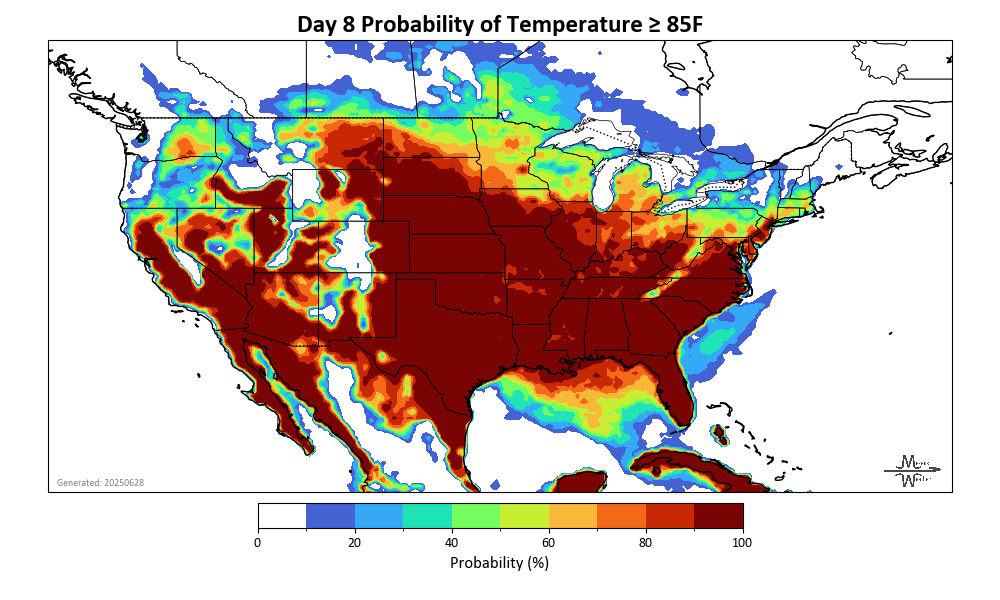 Day 8 Probability of Temperature ≥ 85F
Generated: 20250628
0 20 40 60 80 100
Probability (%)